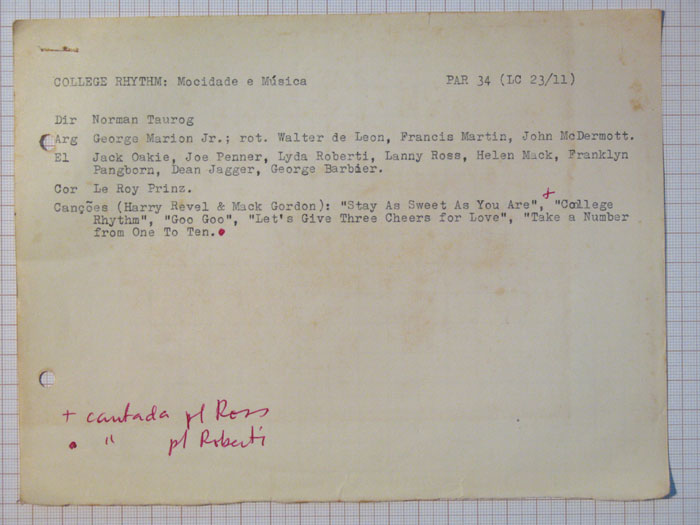 COLLEGE RHYTHM: Mocidade e Música PAR 34 (LC 23/11)
Dir Norman Taurog
Arg George Marion Jr.; rot. Walter de Leon, Francis Martin, John McDermott.
El Jack Oakie, Joe Penner, Lyda Roberti, Lanny Ross, Helen Mack, Franklyn
Pangborn, Dean Jagger, George Barbier.
Cor Le Roy Prinz.
Canções (Harry Revel & Mack Gordon): "Stay As Sweet As You Are", + "College
Rhythm", "Goo Goo", "Let's Give Three Cheers for Love", "Take a Number
from One To Ten.•
+ cantada pl Ross
• " pl Roberti